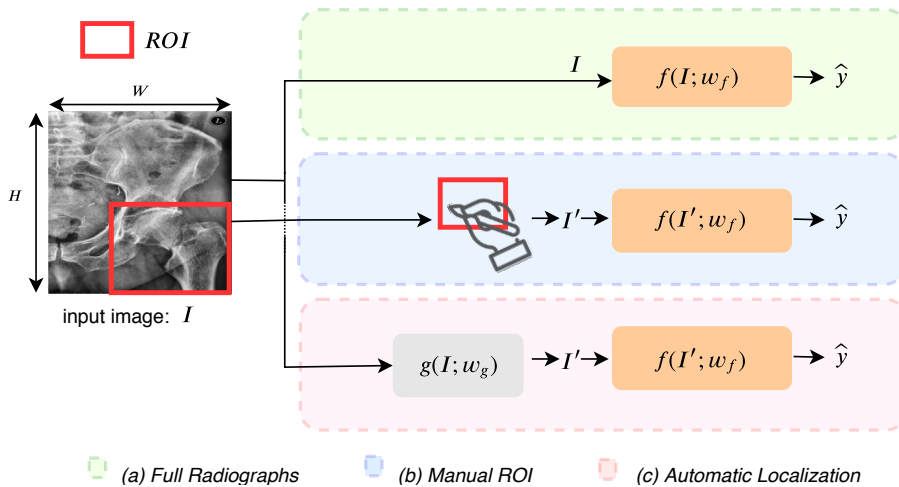 ROI
W
H
L
input image: I
I
f(I; w_f)
ŷ
I′
f(I′; w_f)
ŷ
g(I; w_g)
I′
f(I′; w_f)
ŷ
(a) Full Radiographs
(b) Manual ROI
(c) Automatic Localization